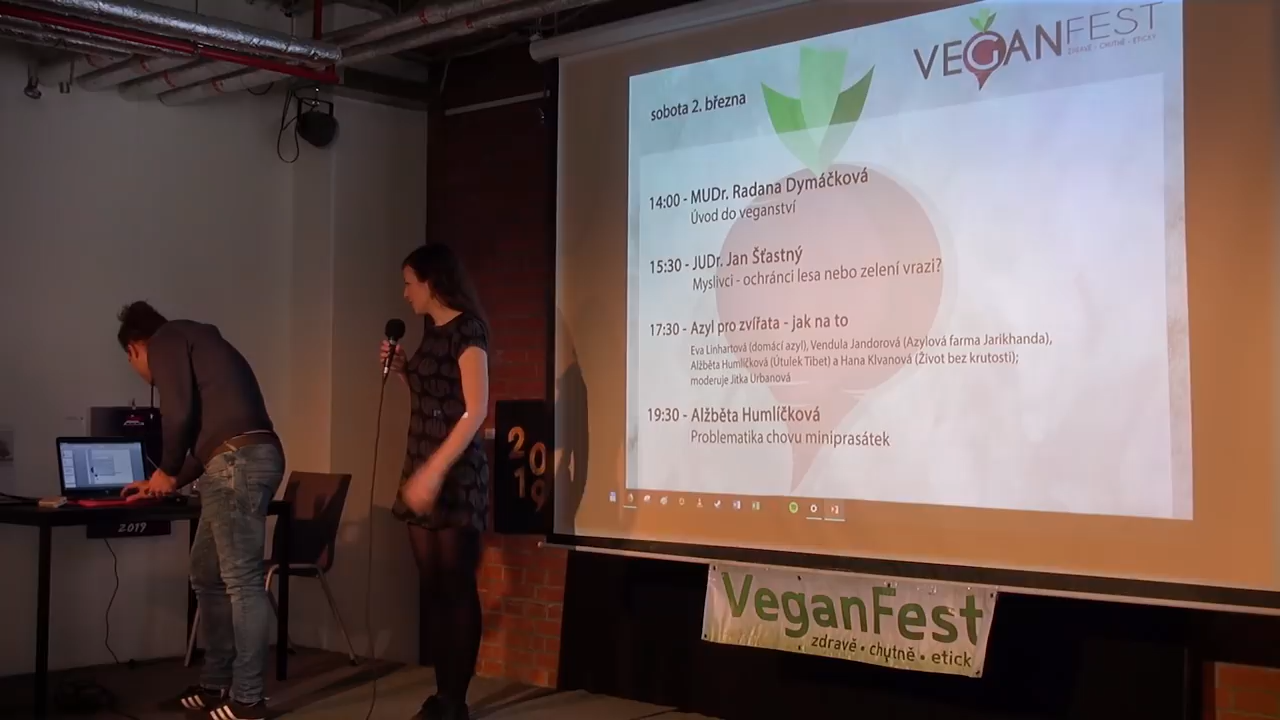 VEGANFEST
ZDRAVĚ - CHUTNĚ - ETICKY
sobota 2. března
14:00 - MUDr. Radana Dymáčková
Úvod do veganství
15:30 - JUDr. Jan Šťastný
Myslivci - ochránci lesa nebo zelení vrazi?
17:30 - Azyl pro zvířata - jak na to
Eva Linhartová (domácí azyl), Vendula Jandorová (Azylová farma Jarikhanda),
Alžběta Humlíčková (Útulek Tibet) a Hana Klvanová (Život bez krutosti);
moderuje Jitka Urbanová
19:30 - Alžběta Humlíčková
Problematika chovu miniprasátek
20
19
2019
VeganFest
zdravě • chutně • etick